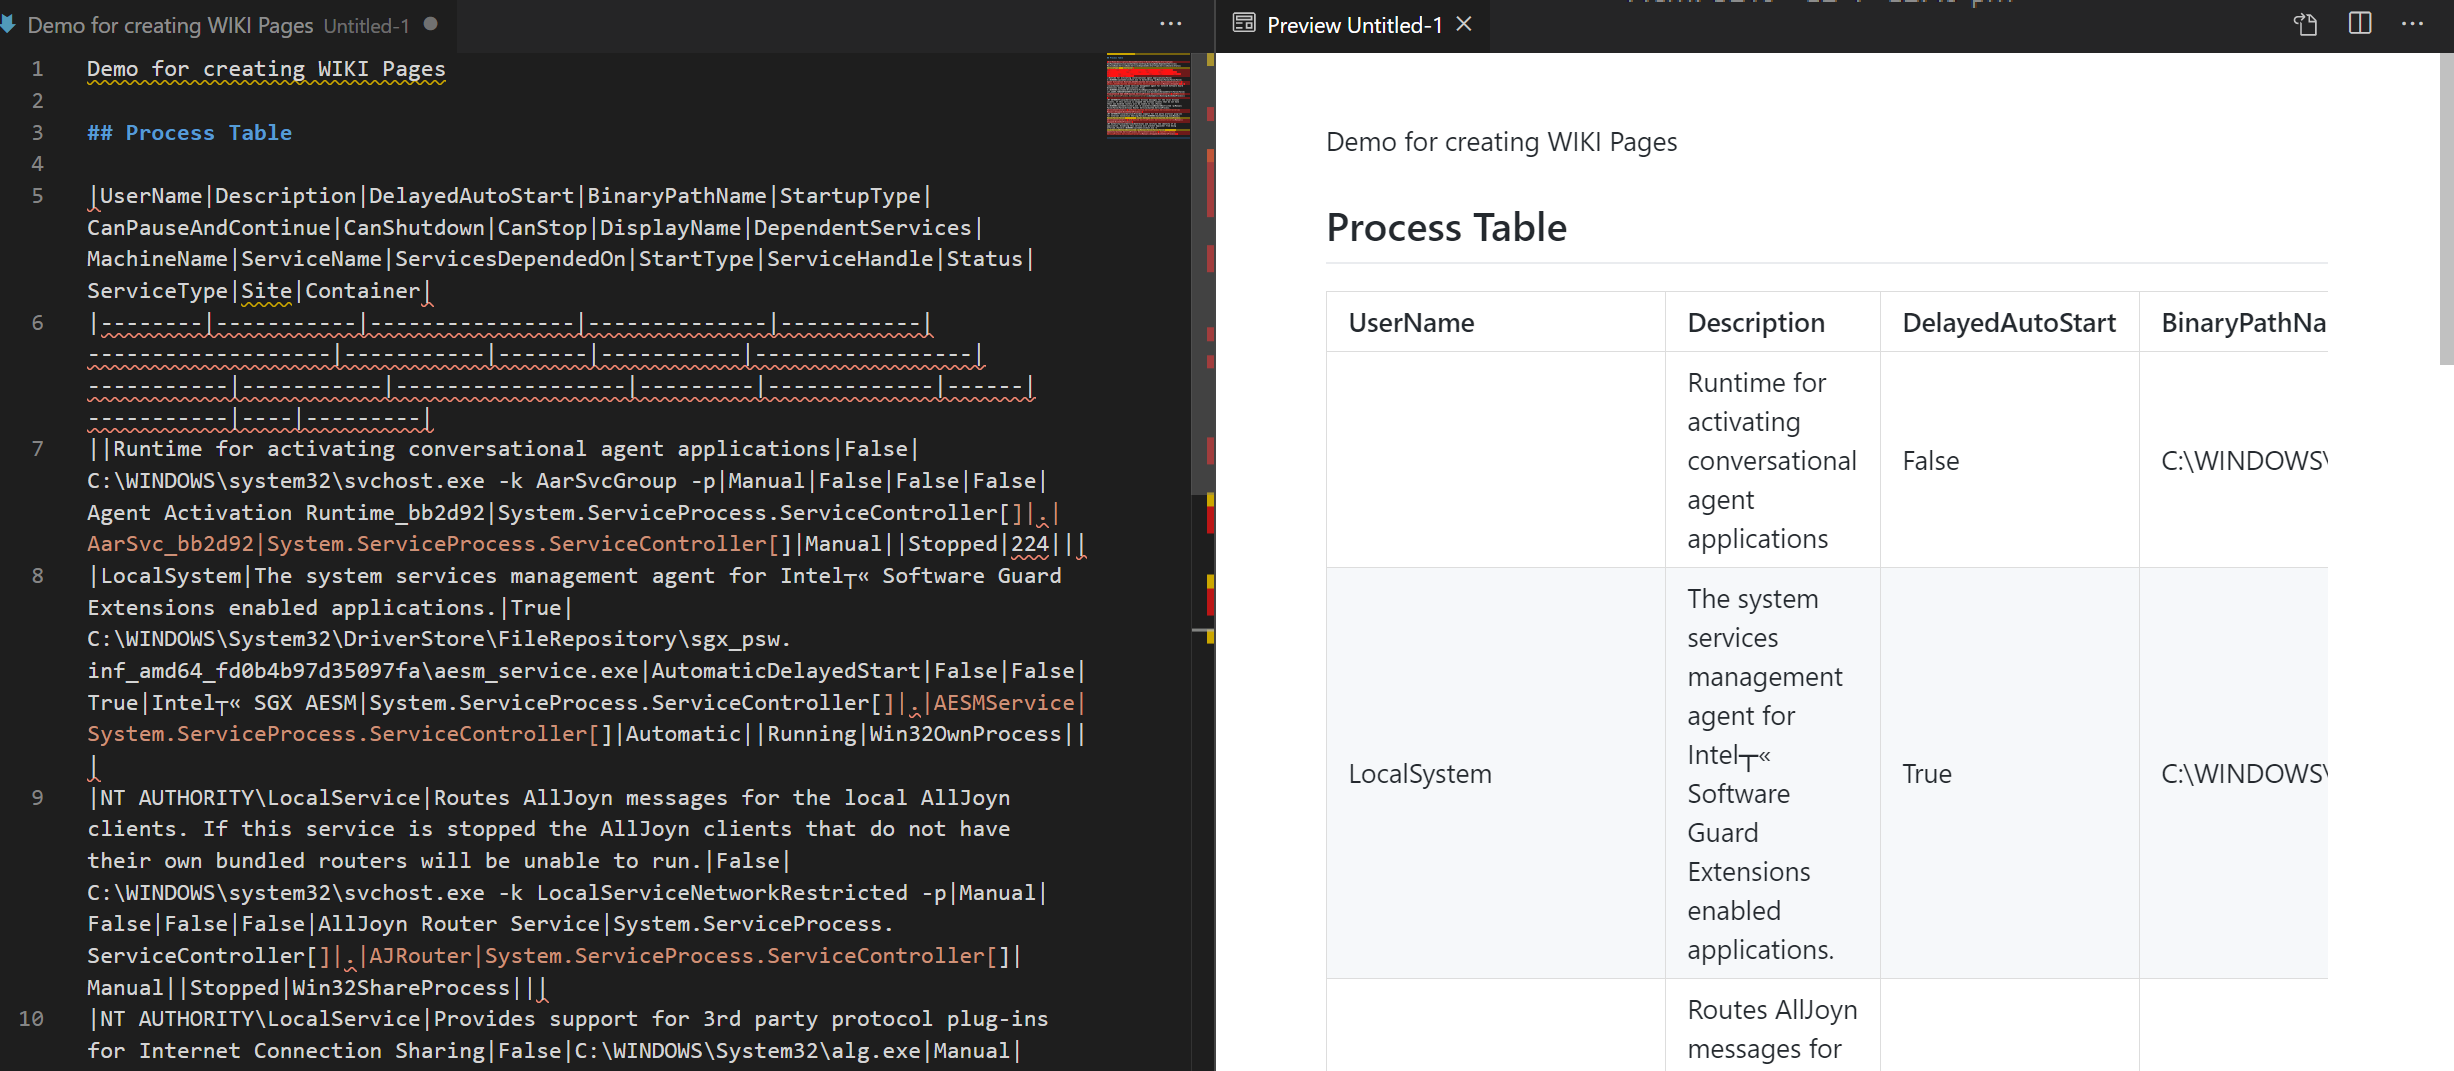 Demo for creating WIKI Pages Untitled-1
1 Demo for creating WIKI Pages
2
3 ## Process Table
4
5 |UserName|Description|DelayedAutoStart|BinaryPathName|StartupType|
CanPauseAndContinue|CanShutdown|CanStop|DisplayName|DependentServices|
MachineName|ServiceName|ServicesDependedOn|StartType|ServiceHandle|Status|
ServiceType|Site|Container|
6 |--------|-----------|----------------|--------------|-----------|
-------------------|-----------|-------|-----------|-----------------|
-----------|-----------|------------------|---------|-------------|------|
-----------|----|---------|
7 ||Runtime for activating conversational agent applications|False|
C:\WINDOWS\system32\svchost.exe -k AarSvcGroup -p|Manual|False|False|False|
Agent Activation Runtime_bb2d92|System.ServiceProcess.ServiceController[]|.|
AarSvc_bb2d92|System.ServiceProcess.ServiceController[]|Manual||Stopped|224|||
8 |LocalSystem|The system services management agent for Intel┬« Software Guard
Extensions enabled applications.|True|
C:\WINDOWS\System32\DriverStore\FileRepository\sgx_psw.
inf_amd64_fd0b4b97d35097fa\aesm_service.exe|AutomaticDelayedStart|False|False|
True|Intel┬« SGX AESM|System.ServiceProcess.ServiceController[]|.|AESMService|
System.ServiceProcess.ServiceController[]|Automatic||Running|Win32OwnProcess||
|
9 |NT AUTHORITY\LocalService|Routes AllJoyn messages for the local AllJoyn
clients. If this service is stopped the AllJoyn clients that do not have
their own bundled routers will be unable to run.|False|
C:\WINDOWS\system32\svchost.exe -k LocalServiceNetworkRestricted -p|Manual|
False|False|False|AllJoyn Router Service|System.ServiceProcess.
ServiceController[]|.|AJRouter|System.ServiceProcess.ServiceController[]|
Manual||Stopped|Win32ShareProcess|||
10 |NT AUTHORITY\LocalService|Provides support for 3rd party protocol plug-ins
for Internet Connection Sharing|False|C:\WINDOWS\System32\alg.exe|Manual|
Preview Untitled-1
Demo for creating WIKI Pages
Process Table
UserName Description DelayedAutoStart BinaryPathNa
Runtime for
activating
conversational
agent
applications
False
C:\WINDOWS\
LocalSystem
The system
services
management
agent for
Intel┬«
Software
Guard
Extensions
enabled
applications.
True
C:\WINDOWS\
Routes AllJoyn
messages for